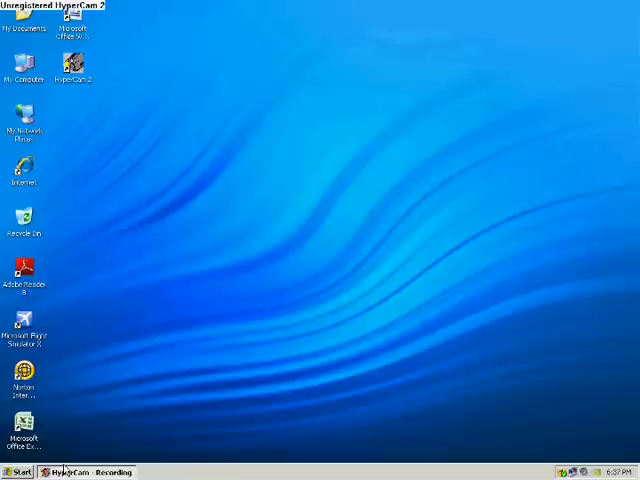 Unregistered HyperCam 2
My Documents
Microsoft
Office W...
My Computer
HyperCam 2
My Network
Places
Internet
Recycle Bin
Adobe Reader
8
Microsoft Flight
Simulator X
Norton
Inter...
Microsoft
Office Ex...
Start
HyperCam - Recording
6:37 PM